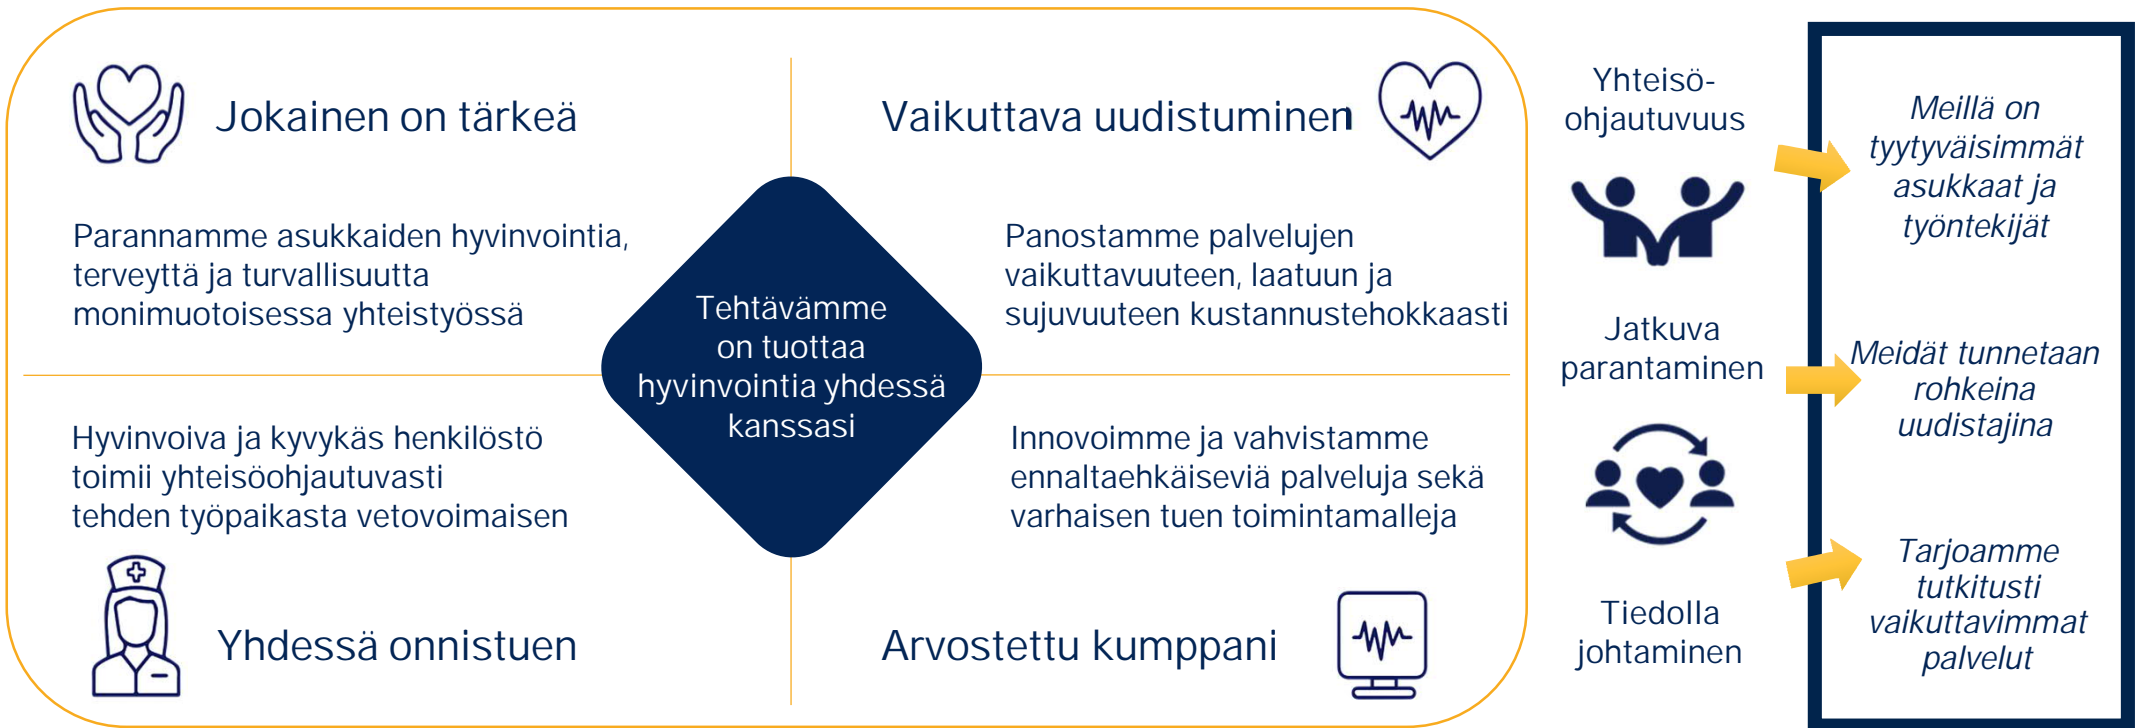 Jokainen on tärkeä
Parannamme asukkaiden hyvinvointia,
terveyttä ja turvallisuutta
monimuotoisessa yhteistyössä
Vaikuttava uudistuminen
Panostamme palvelujen
vaikuttavuuteen, laatuun ja
sujuvuuteen kustannustehokkaasti
Tehtävämme
on tuottaa
hyvinvointia yhdessä
kanssasi
Hyvinvoiva ja kyvykäs henkilöstö
toimii yhteisöohjautuvasti
tehden työpaikasta vetovoimaisen
Yhdessä onnistuen
Innovoimme ja vahvistamme
ennaltaehkäiseviä palveluja sekä
varhaisen tuen toimintamalleja
Arvostettu kumppani
Yhteisö-
ohjautuvuus
Jatkuva
parantaminen
Tiedolla
johtaminen
Meillä on
tyytyväisimmät
asukkaat ja
työntekijät
Meidät tunnetaan
rohkeina
uudistajina
Tarjoamme
tutkitusti
vaikuttavimmat
palvelut